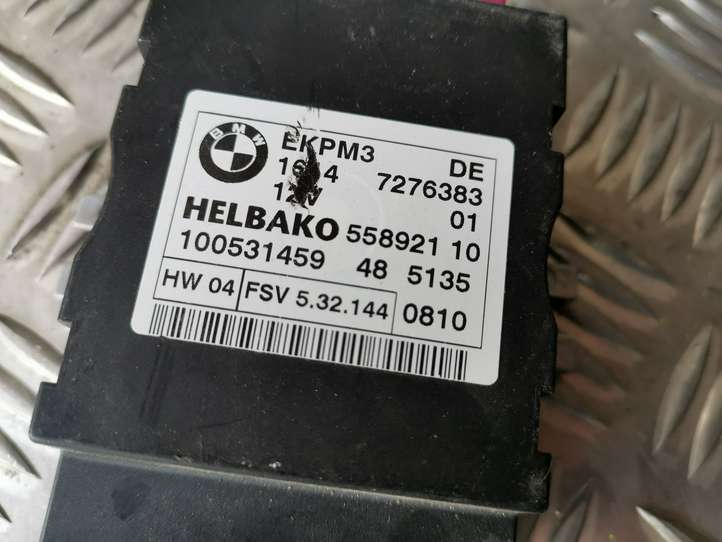 BMW
EKPM3 DE
7276383
01
HELBAKO 558921 10
100531459 48 5135
HW 04 FSV 5.32.144 0810